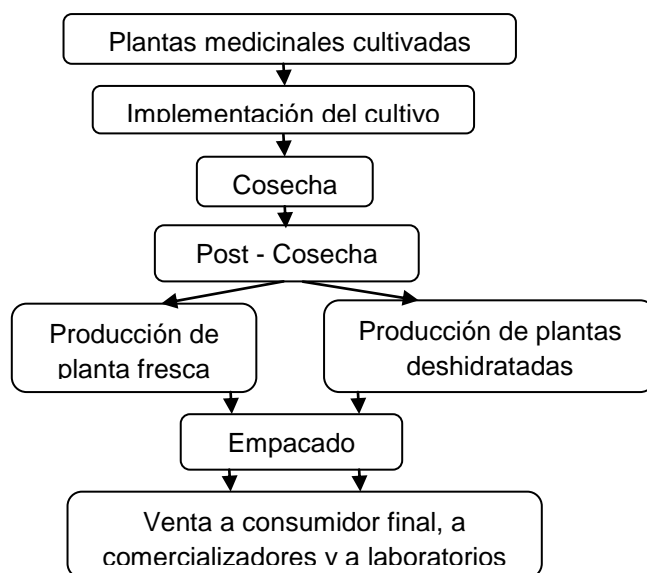 Plantas medicinales cultivadas
Implementación del cultivo
Cosecha
Post - Cosecha
Producción de
planta fresca
Producción de plantas
deshidratadas
Empacado
Venta a consumidor final, a
comercializadores y a laboratorios